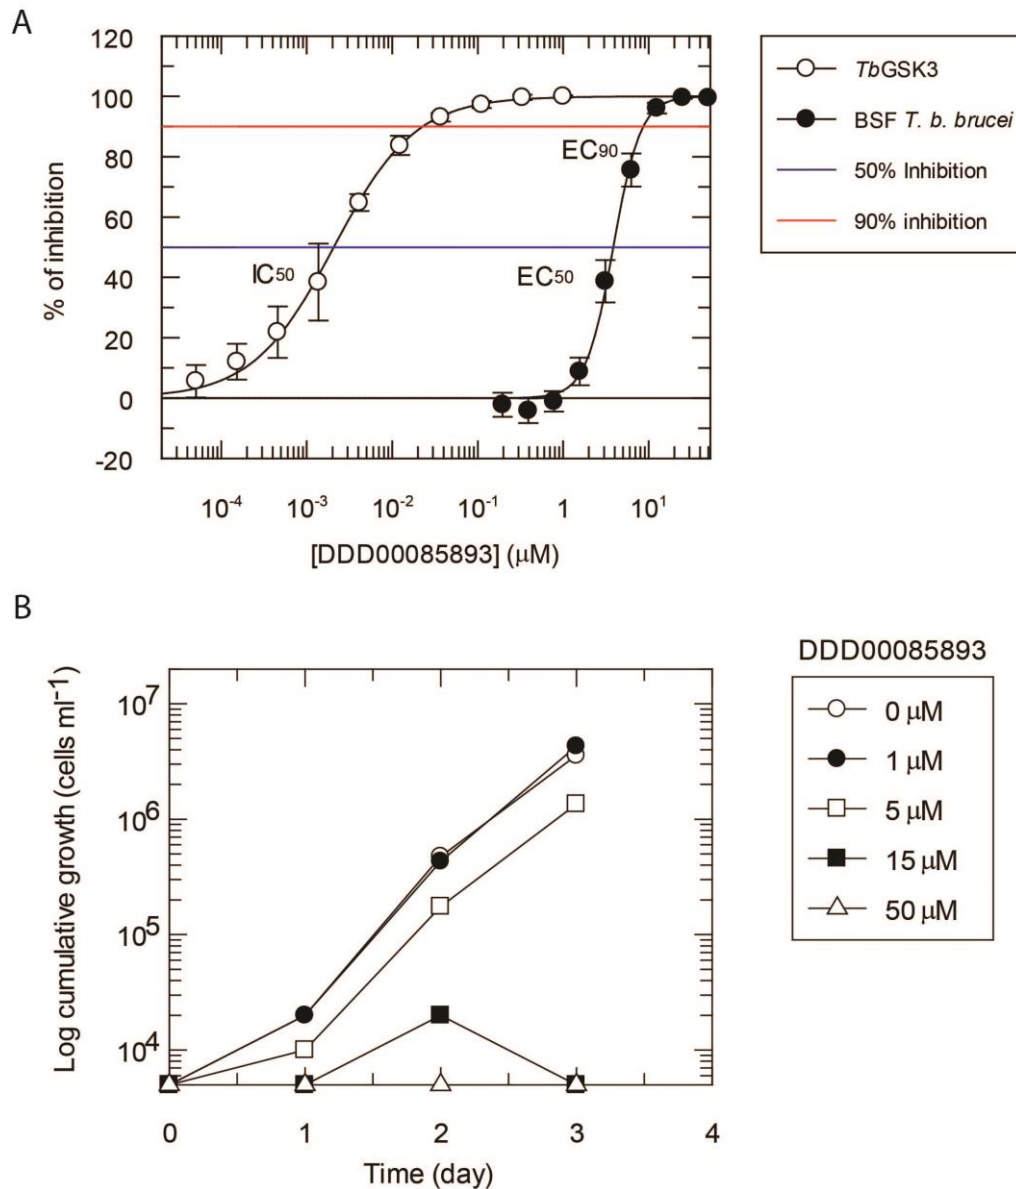 A
% of inhibition
120
100
80
60
40
20
0
-20
IC50
EC90
EC50
10-4 10-3 10-2 10-1 1 101
[DDD00085893] (μM)
TbGSK3
BSF T. b. brucei
50% Inhibition
90% inhibition
B
Log cumulative growth (cells ml-1)
107
106
105
104
0 1 2 3 4
Time (day)
DDD00085893
0 μM
1 μM
5 μM
15 μM
50 μM